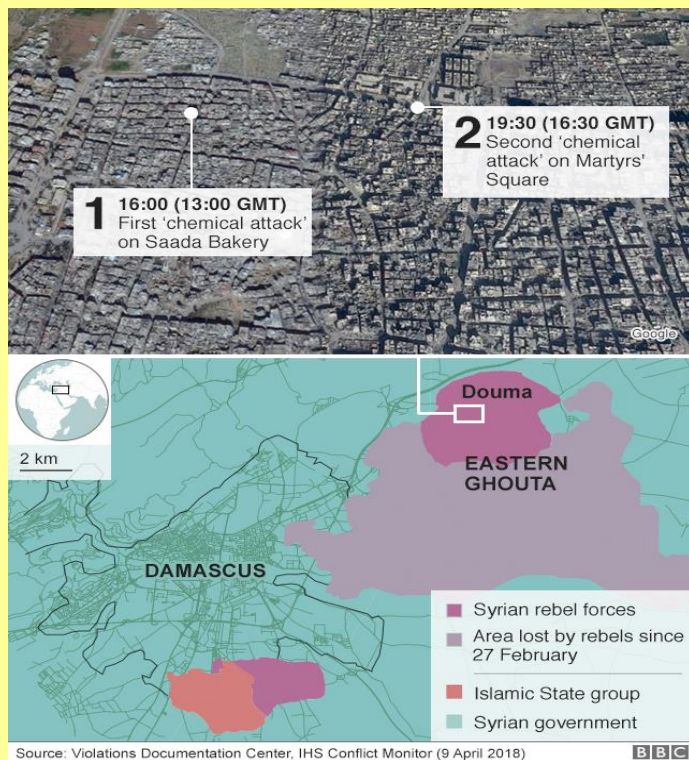 1 16:00 (13:00 GMT)
First ‘chemical attack’
on Saada Bakery
2 19:30 (16:30 GMT)
Second ‘chemical
attack’ on Martyrs’
Square
Google
2 km
Douma
EASTERN
GHOUTA
DAMASCUS
Syrian rebel forces
Area lost by rebels since
27 February
Islamic State group
Syrian government
Source: Violations Documentation Center, IHS Conflict Monitor (9 April 2018)
BBC